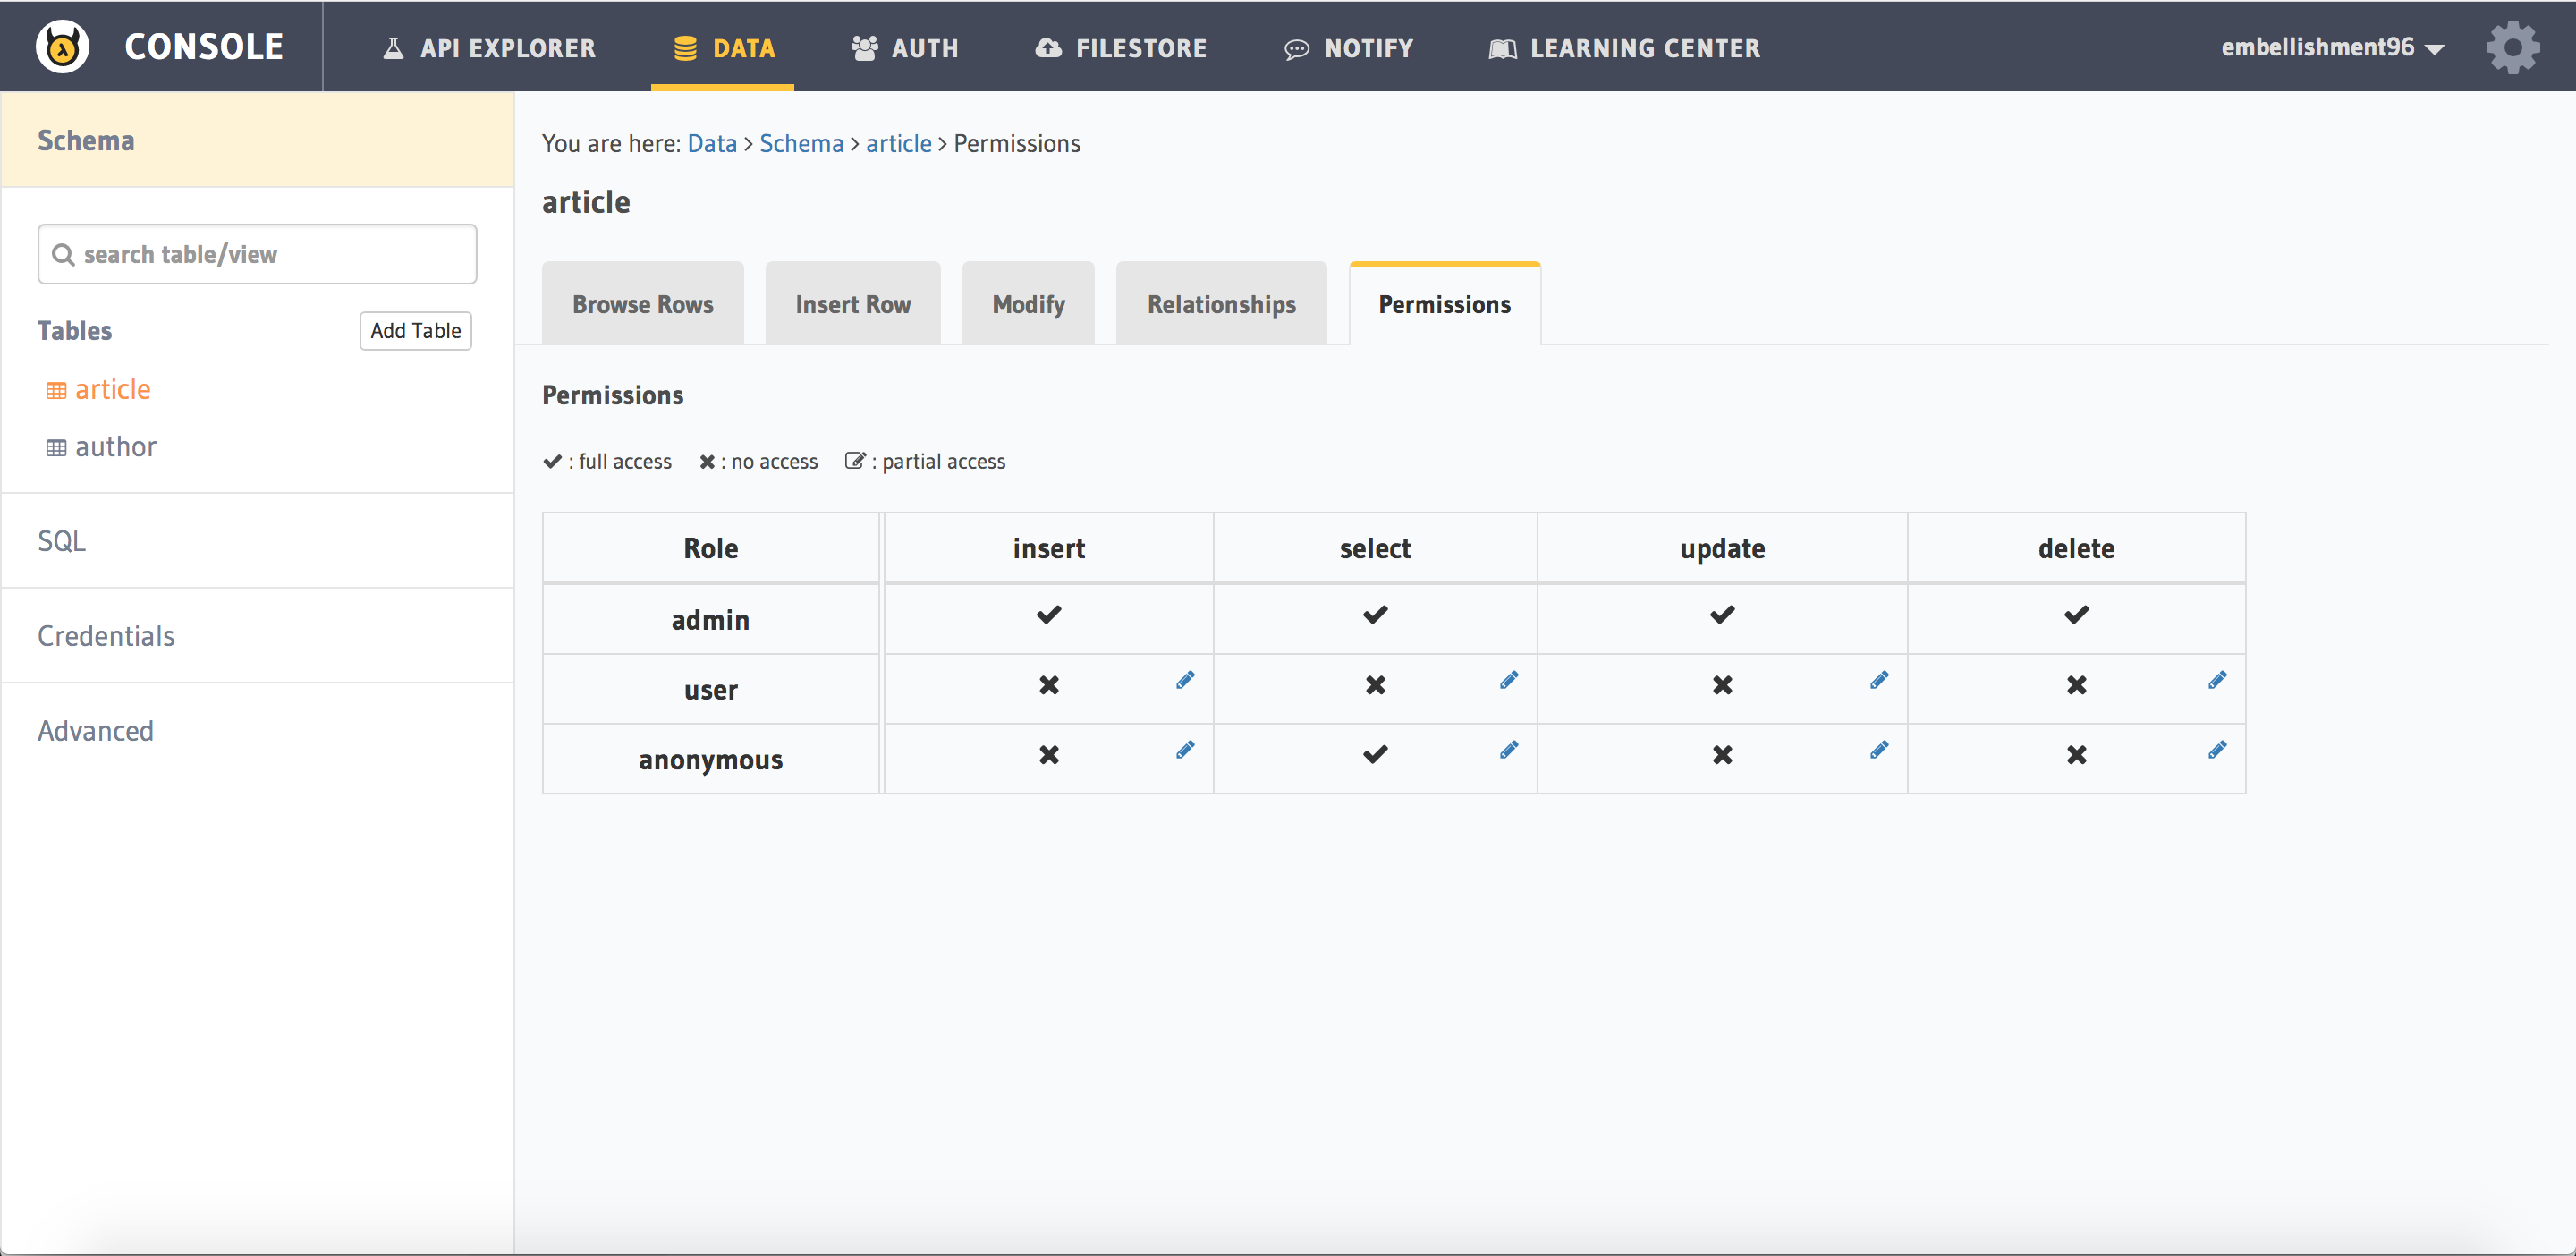 CONSOLE
API EXPLORER
DATA
AUTH
FILESTORE
NOTIFY
LEARNING CENTER
embellishment96
Schema
search table/view
Tables
Add Table
article
author
SQL
Credentials
Advanced
You are here: Data > Schema > article > Permissions
article
Browse Rows
Insert Row
Modify
Relationships
Permissions
Permissions
: full access : no access : partial access
Role insert select update delete
admin
user
anonymous